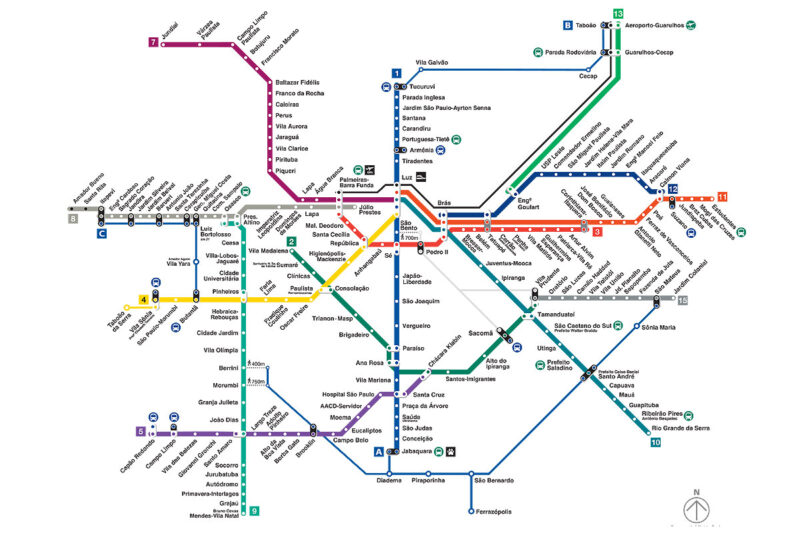 13
B
Taboão
Aeroporto-Guarulhos
7
Jundiaí
Várzea
Paulista
Campo Limpo
Paulista
Botujuru
Francisco Morato
Parada Rodoviária
Guarulhos-Cecap
Vila Galvão
Cecap
1
Tucuruvi
Baltazar Fidélis
Franco da Rocha
Caieiras
Perus
Vila Aurora
Jaraguá
Vila Clarice
Pirituba
Piqueri
Parada Inglesa
Jardim São Paulo-Ayrton Senna
Santana
Carandiru
Portuguesa-Tietê
Armênia
Tiradentes
Luz
USP Leste
Comendador Ermelino
São Miguel Paulista
Jardim Helena-Vila Mara
Itaim Paulista
Jardim Romano
Engº Manoel Feio
Itaquaquecetuba
Aracaré
Calmon Viana
12
11
Amador Bueno
Santa Rita
Itapevi
Engº Cardoso
Sagrado Coração
Jandira
Jardim Silveira
Jardim Belval
Barueri
Antonio João
Santa Terezinha
Carapicuíba
Gal. Miguel Costa
Quitaúna
Com. Sampaio
Osasco
8
C
Lapa
Água Branca
Palmeiras-
Barra Funda
Júlio
Prestes
Brás
Engº
Goulart
Pres.
Altino
Imperatriz
Leopoldina
Domingos
de Moraes
Lapa
Mal. Deodoro
Santa Cecília
República
Higienópolis-
Mackenzie
Anhangabaú
São
Bento
700m
Sé
Pedro II
José Bonifácio
Dom Bosco
Guaianases
3
Poá
Suzano
Jundiapeba
Braz Cubas
Mogi das Cruzes
Estudantes
Ferraz de Vasconcelos
Antonio
Gianetti Neto
Bresser-
Mooca
Belém
Tatuapé
Carrão
Penha
Vila
Matilde
Guilhermina-
Esperança
Patriarca-Vila Ré
Artur Alvim
Corinthians-
Itaquera
Luiz
Bortolosso
Amador Aguiar
Vila Yara
Ceasa
Villa-Lobos-
Jaguaré
Cidade
Universitária
Pinheiros
Hebraica-
Rebouças
Cidade Jardim
Vila Olímpia
Berrini
400m
Morumbi
750m
Granja Julieta
João Dias
Vila Madalena
2
Sumaré
Clínicas
Paulista
Consolação
Trianon-Masp
Brigadeiro
Faria
Lima
Fradique
Coutinho
Oscar Freire
4
Taboão
da Serra
Vila Sônia
São Paulo-Morumbi
Butantã
Japão-
Liberdade
São Joaquim
Vergueiro
Paraíso
Ana Rosa
Vila Mariana
Chácara Klabin
Santa Cruz
Praça da Árvore
Saúde
São Judas
Conceição
A
Jabaquara
Juventus-Mooca
Ipiranga
Tamanduateí
Sacomã
Alto do
Ipiranga
Santos-Imigrantes
Vila
Prudente
Oratório
São Lucas
Camilo Haddad
Vila Tolstói
Vila União
Jd. Planalto
Sapopemba
Fazenda da Juta
São Mateus
Jardim Colonial
15
Sônia Maria
São Caetano do Sul
Prefeito Walter Braido
Utinga
Prefeito
Saladino
Prefeito Celso Daniel
Santo André
Capuava
Mauá
Guapituba
Ribeirão Pires
Rio Grande da Serra
10
Hospital São Paulo
AACD-Servidor
Moema
Eucaliptos
Campo Belo
Brooklin
Borba Gato
Alto da
Boa Vista
Adolfo
Pinheiro
Largo Treze
5
Capão Redondo
Campo Limpo
Vila das Belezas
Giovanni Gronchi
Santo Amaro
Socorro
Jurubatuba
Autódromo
Primavera-Interlagos
Grajaú
Bruno Covas
Mendes-Vila Natal
9
Diadema
Piraporinha
São Bernardo
Ferrazópolis
N